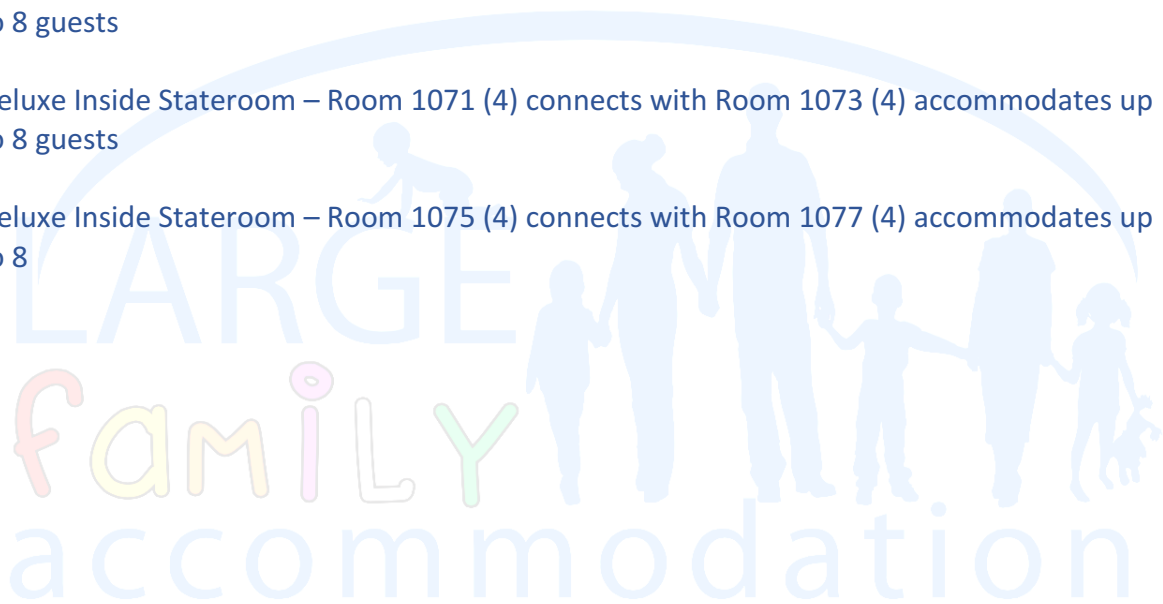 o 8 guests
eluxe Inside Stateroom – Room 1071 (4) connects with Room 1073 (4) accommodates up
o 8 guests
eluxe Inside Stateroom – Room 1075 (4) connects with Room 1077 (4) accommodates up
o 8
LARGE
FamiLY
accommodation